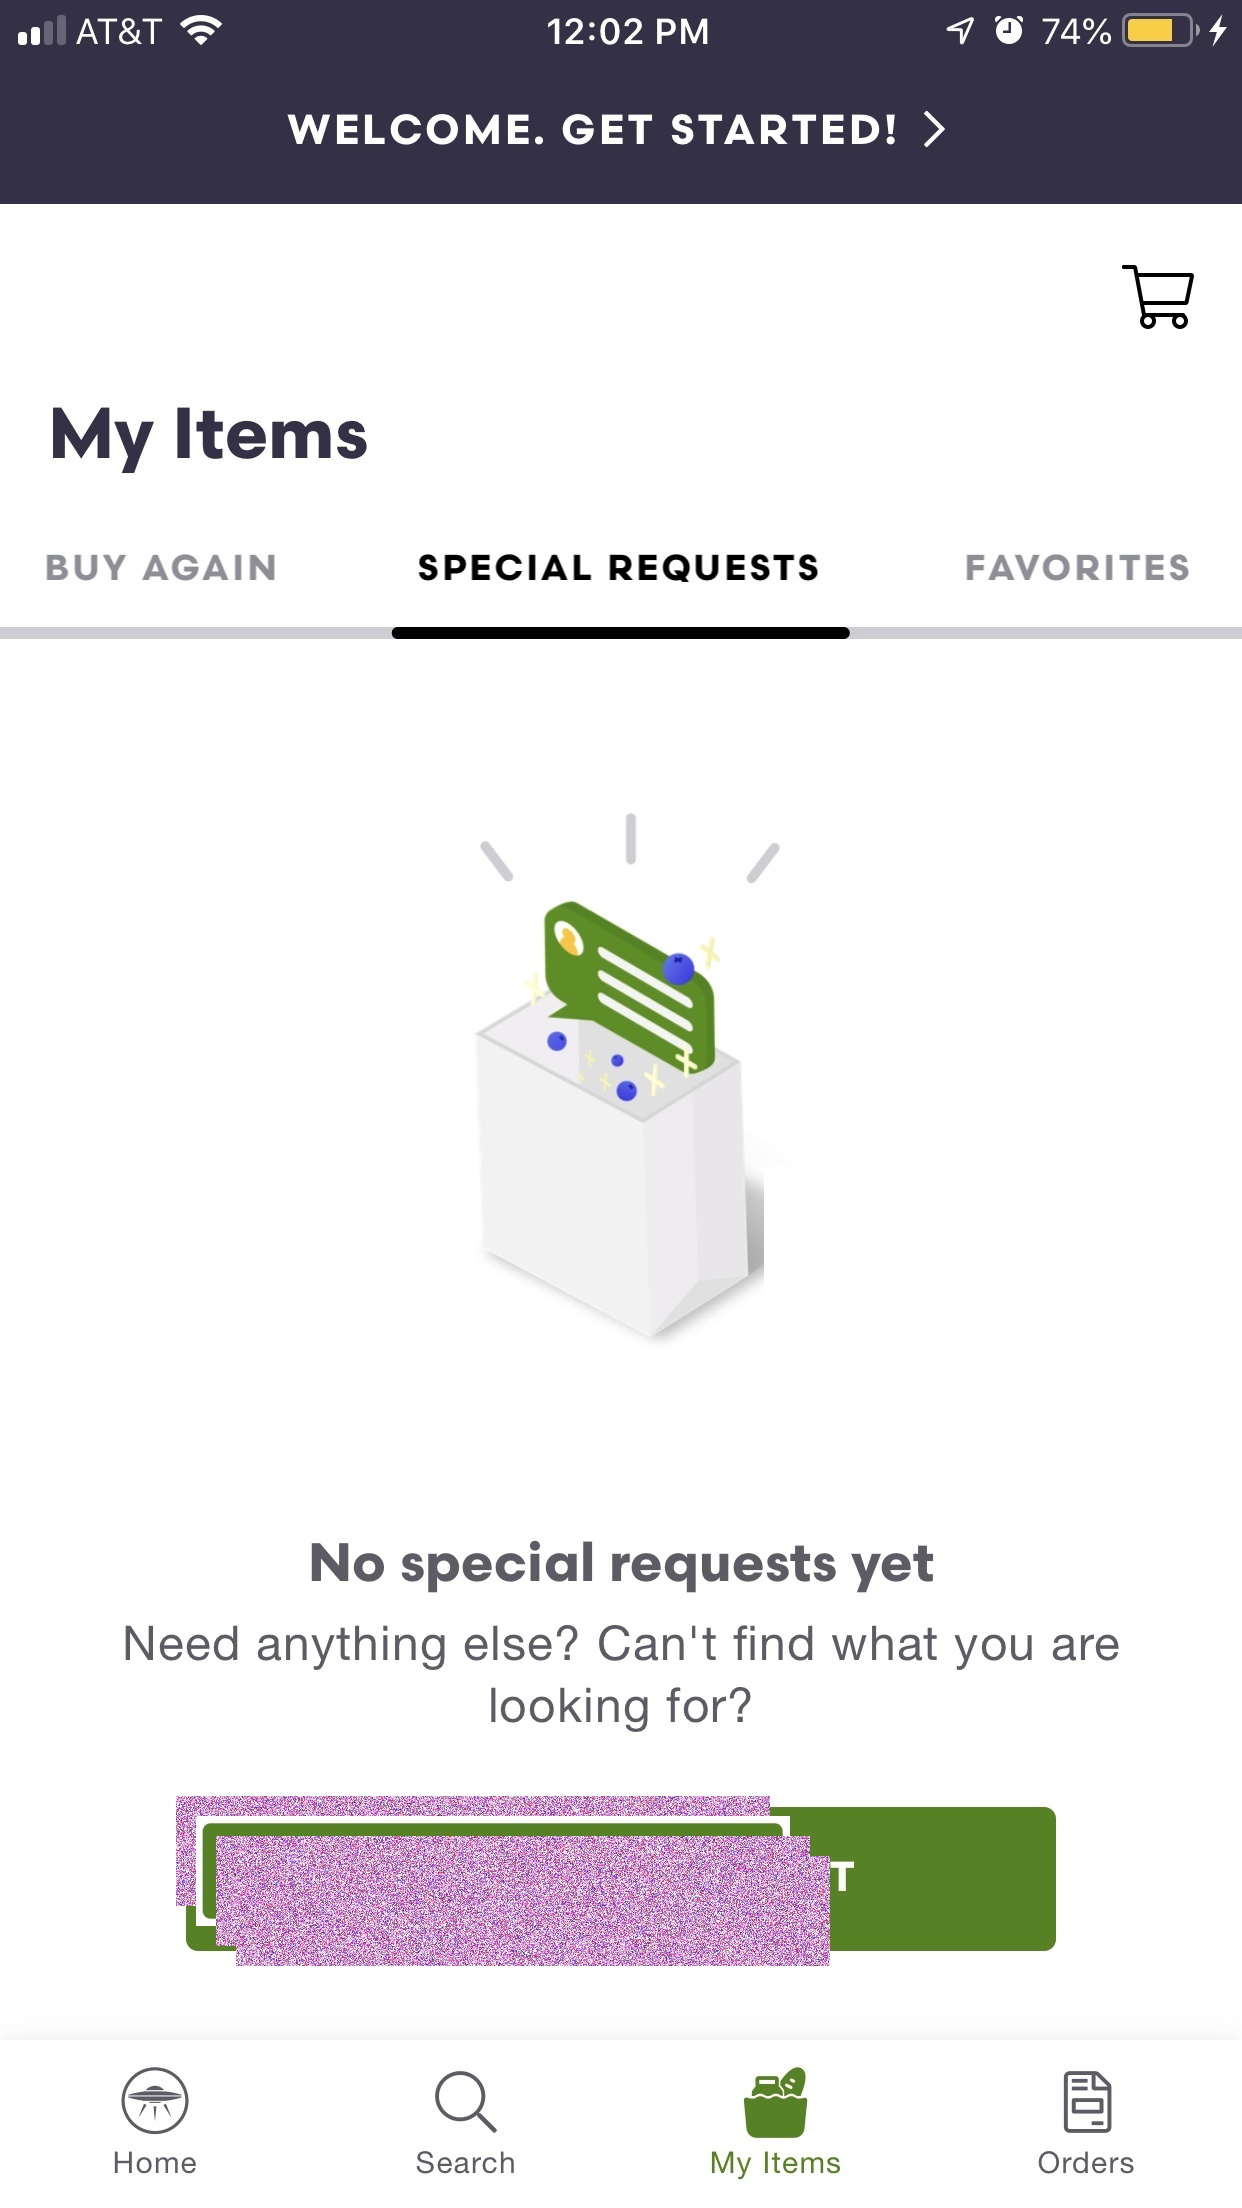 AT&T 12:02 PM 74%
WELCOME. GET STARTED!
My Items
BUY AGAIN SPECIAL REQUESTS FAVORITES
No special requests yet
Need anything else? Can't find what you are
looking for?
Home Search My Items Orders